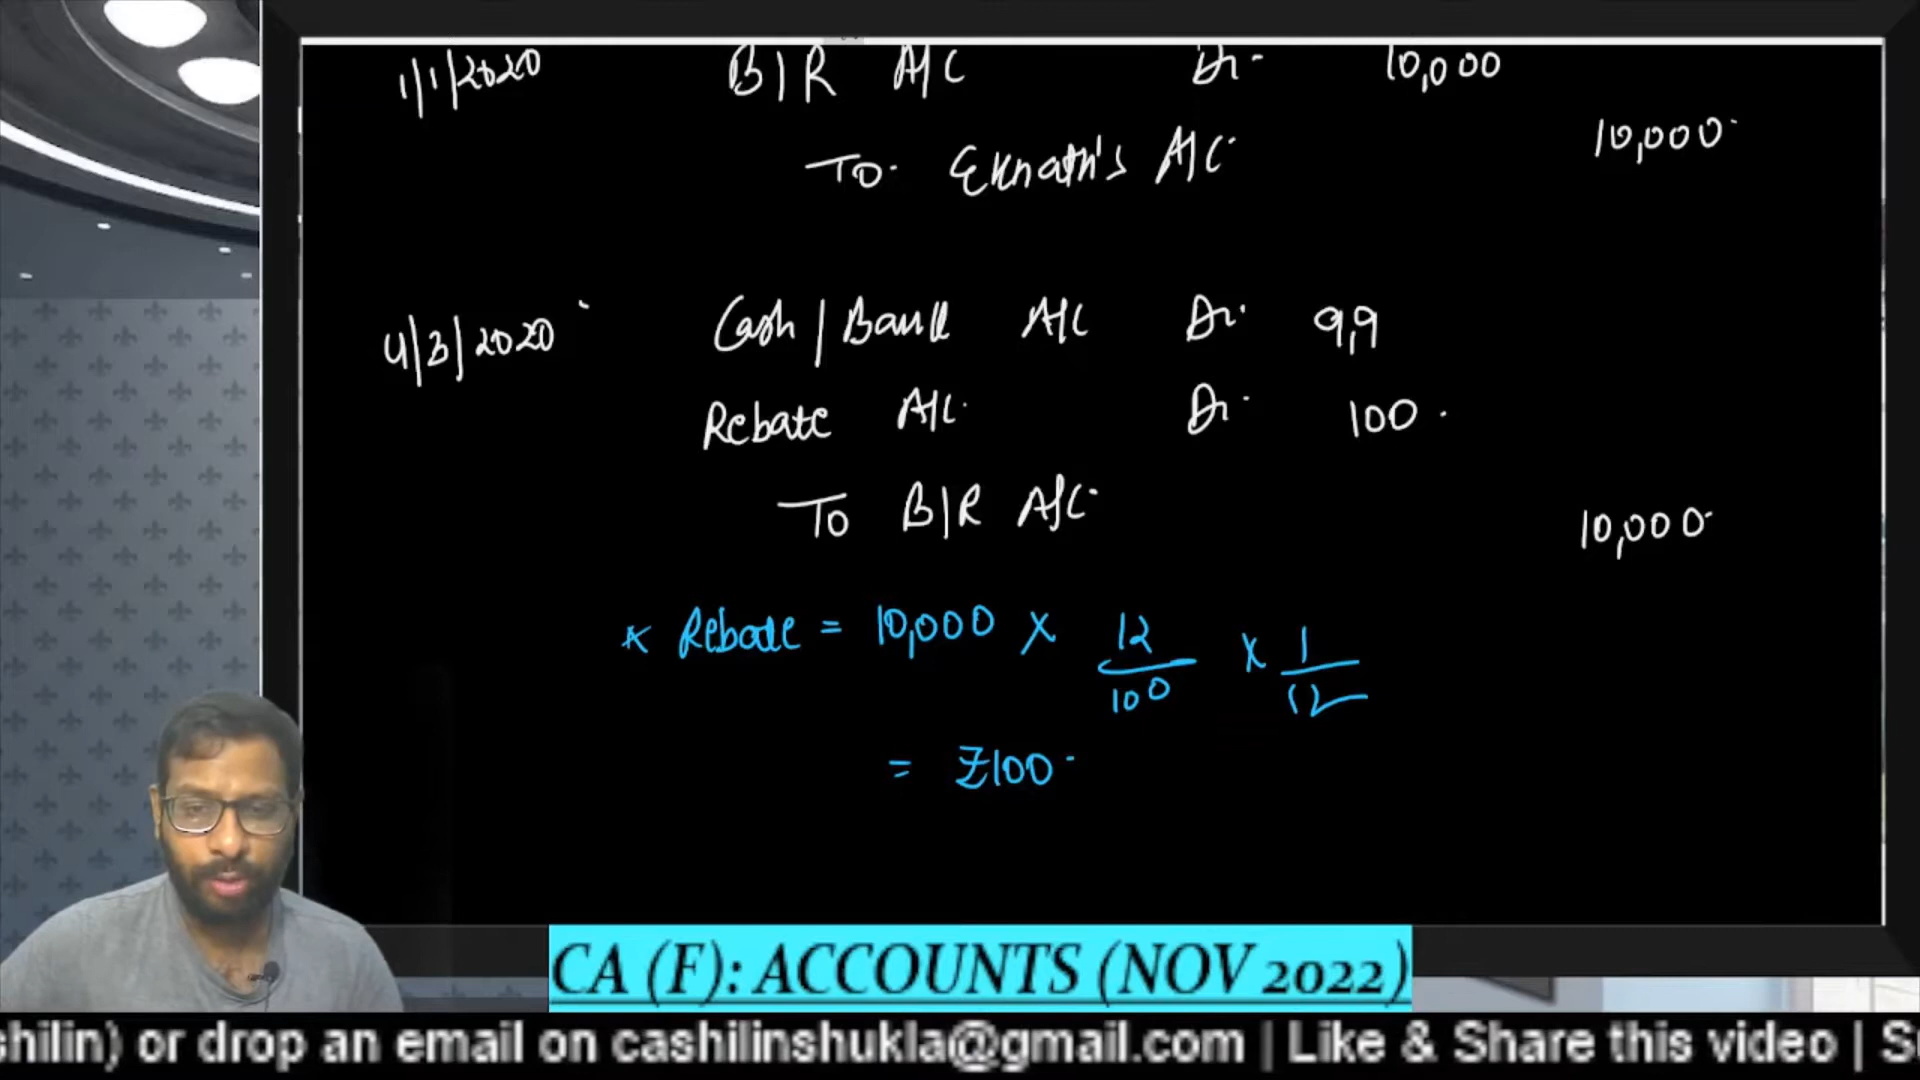 1/1/2020 B/R A/C Dr. 10,000
To Eknath's A/C 10,000
4/3/2020 Cash/Bank A/C Dr. 9,9
Rebate A/C Dr. 100
To B/R A/C 10,000
* Rebate = 10,000 x 12/100 x 1/12
= ₹100
CA (F): ACCOUNTS (NOV 2022)
shilin) or drop an email on cashilinshukla@gmail.com | Like & Share this video | S